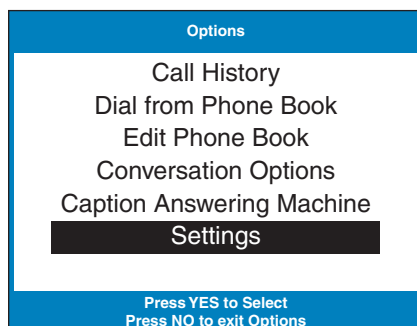 Options
Call History
Dial from Phone Book
Edit Phone Book
Conversation Options
Caption Answering Machine
Settings
Press YES to Select
Press NO to exit Options